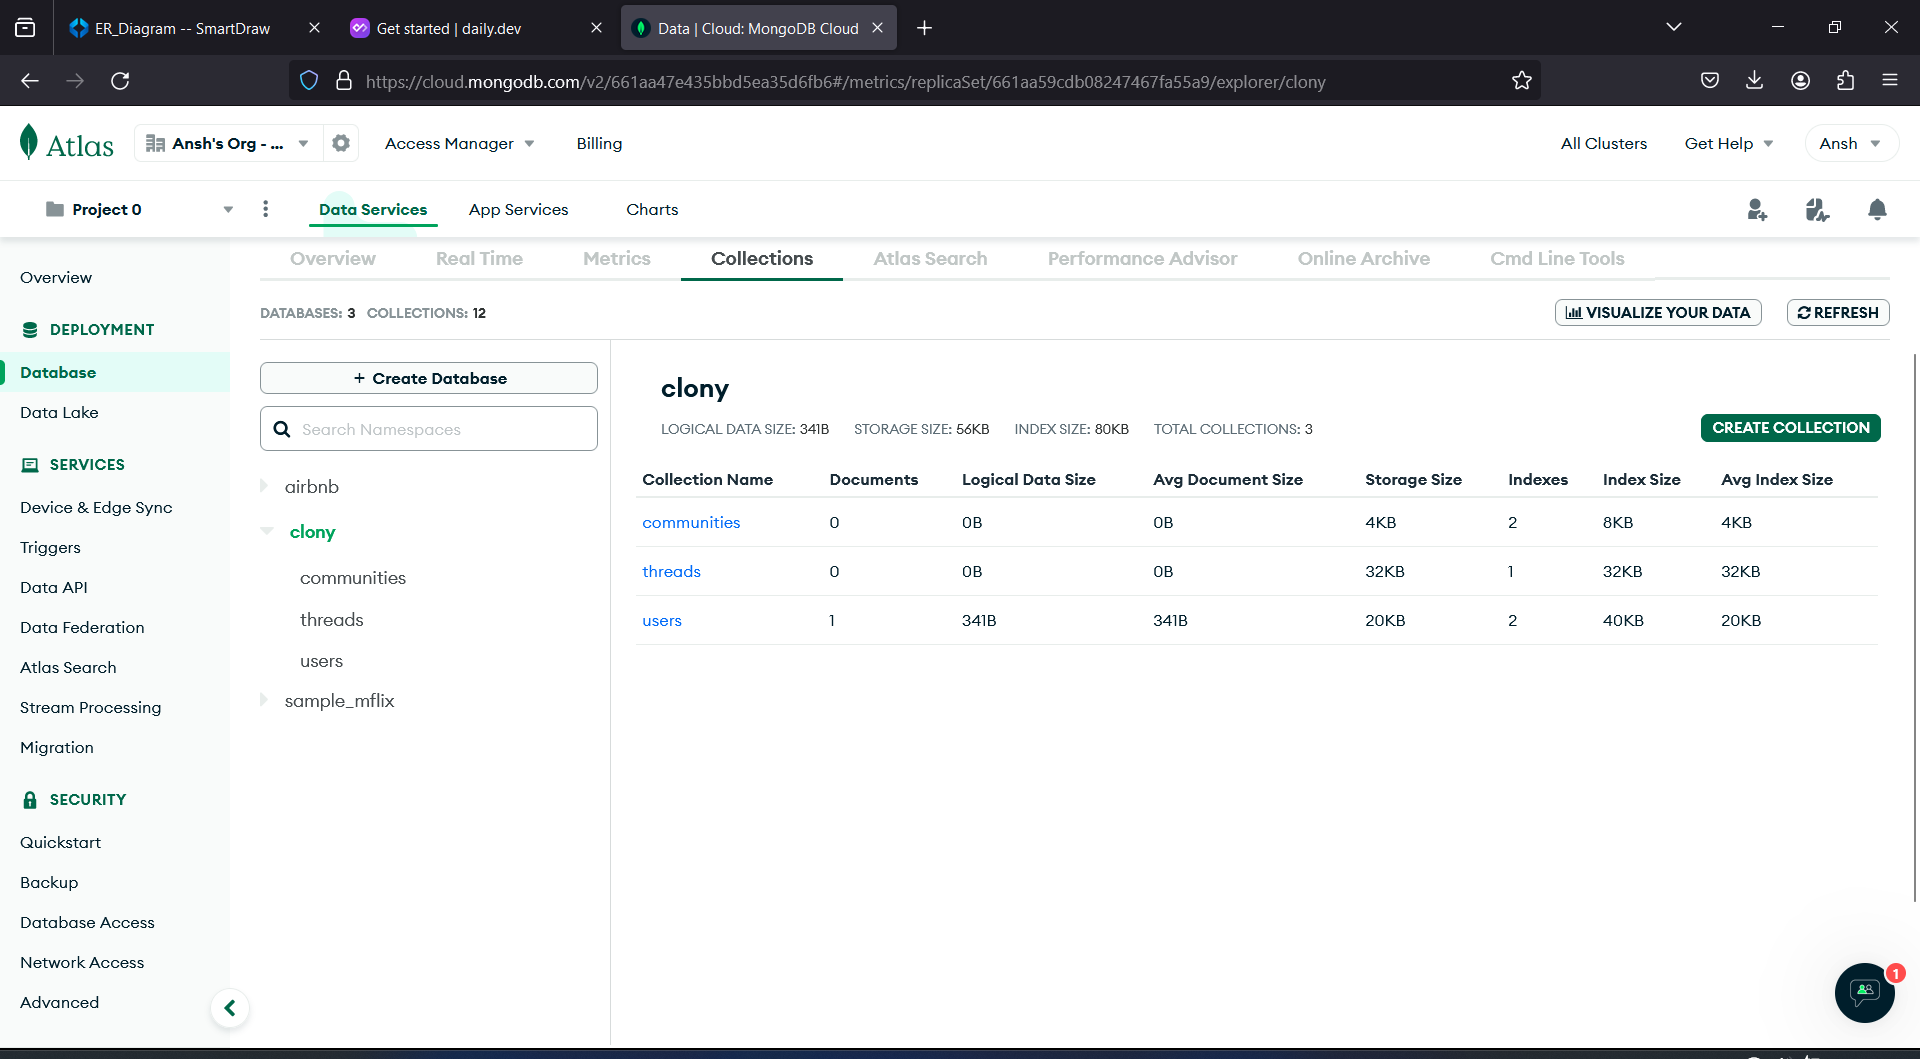 ER_Diagram -- SmartDraw
Get started | daily.dev
Data | Cloud: MongoDB Cloud
https://cloud.mongodb.com/v2/661aa47e435bbd5ea35d6fb6#/metrics/replicaSet/661aa59cdb08247467fa55a9/explorer/clony
Atlas
Ansh's Org - ...
Access Manager
Billing
All Clusters
Get Help
Ansh
Project 0
Data Services
App Services
Charts
Overview
DEPLOYMENT
Database
Data Lake
SERVICES
Device & Edge Sync
Triggers
Data API
Data Federation
Atlas Search
Stream Processing
Migration
SECURITY
Quickstart
Backup
Database Access
Network Access
Advanced
Overview Real Time Metrics Collections Atlas Search Performance Advisor Online Archive Cmd Line Tools
DATABASES: 3 COLLECTIONS: 12
VISUALIZE YOUR DATA
REFRESH
+ Create Database
Search Namespaces
airbnb
clony
communities
threads
users
sample_mflix
clony
LOGICAL DATA SIZE: 341B STORAGE SIZE: 56KB INDEX SIZE: 80KB TOTAL COLLECTIONS: 3
CREATE COLLECTION
Collection Name Documents Logical Data Size Avg Document Size Storage Size Indexes Index Size Avg Index Size
communities 0 0B 0B 4KB 2 8KB 4KB
threads 0 0B 0B 32KB 1 32KB 32KB
users 1 341B 341B 20KB 2 40KB 20KB
1